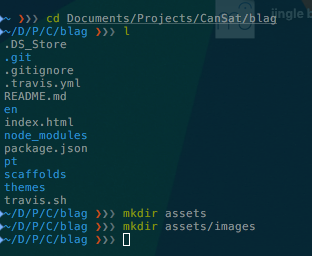 ~ ❯❯❯ cd Documents/Projects/CanSat/blag
~/D/P/C/blag ❯❯❯ l
.DS_Store
.git
.gitignore
.travis.yml
README.md
en
index.html
node_modules
package.json
pt
scaffolds
themes
travis.sh
~/D/P/C/blag ❯❯❯ mkdir assets
~/D/P/C/blag ❯❯❯ mkdir assets/images
~/D/P/C/blag ❯❯❯
jingle b